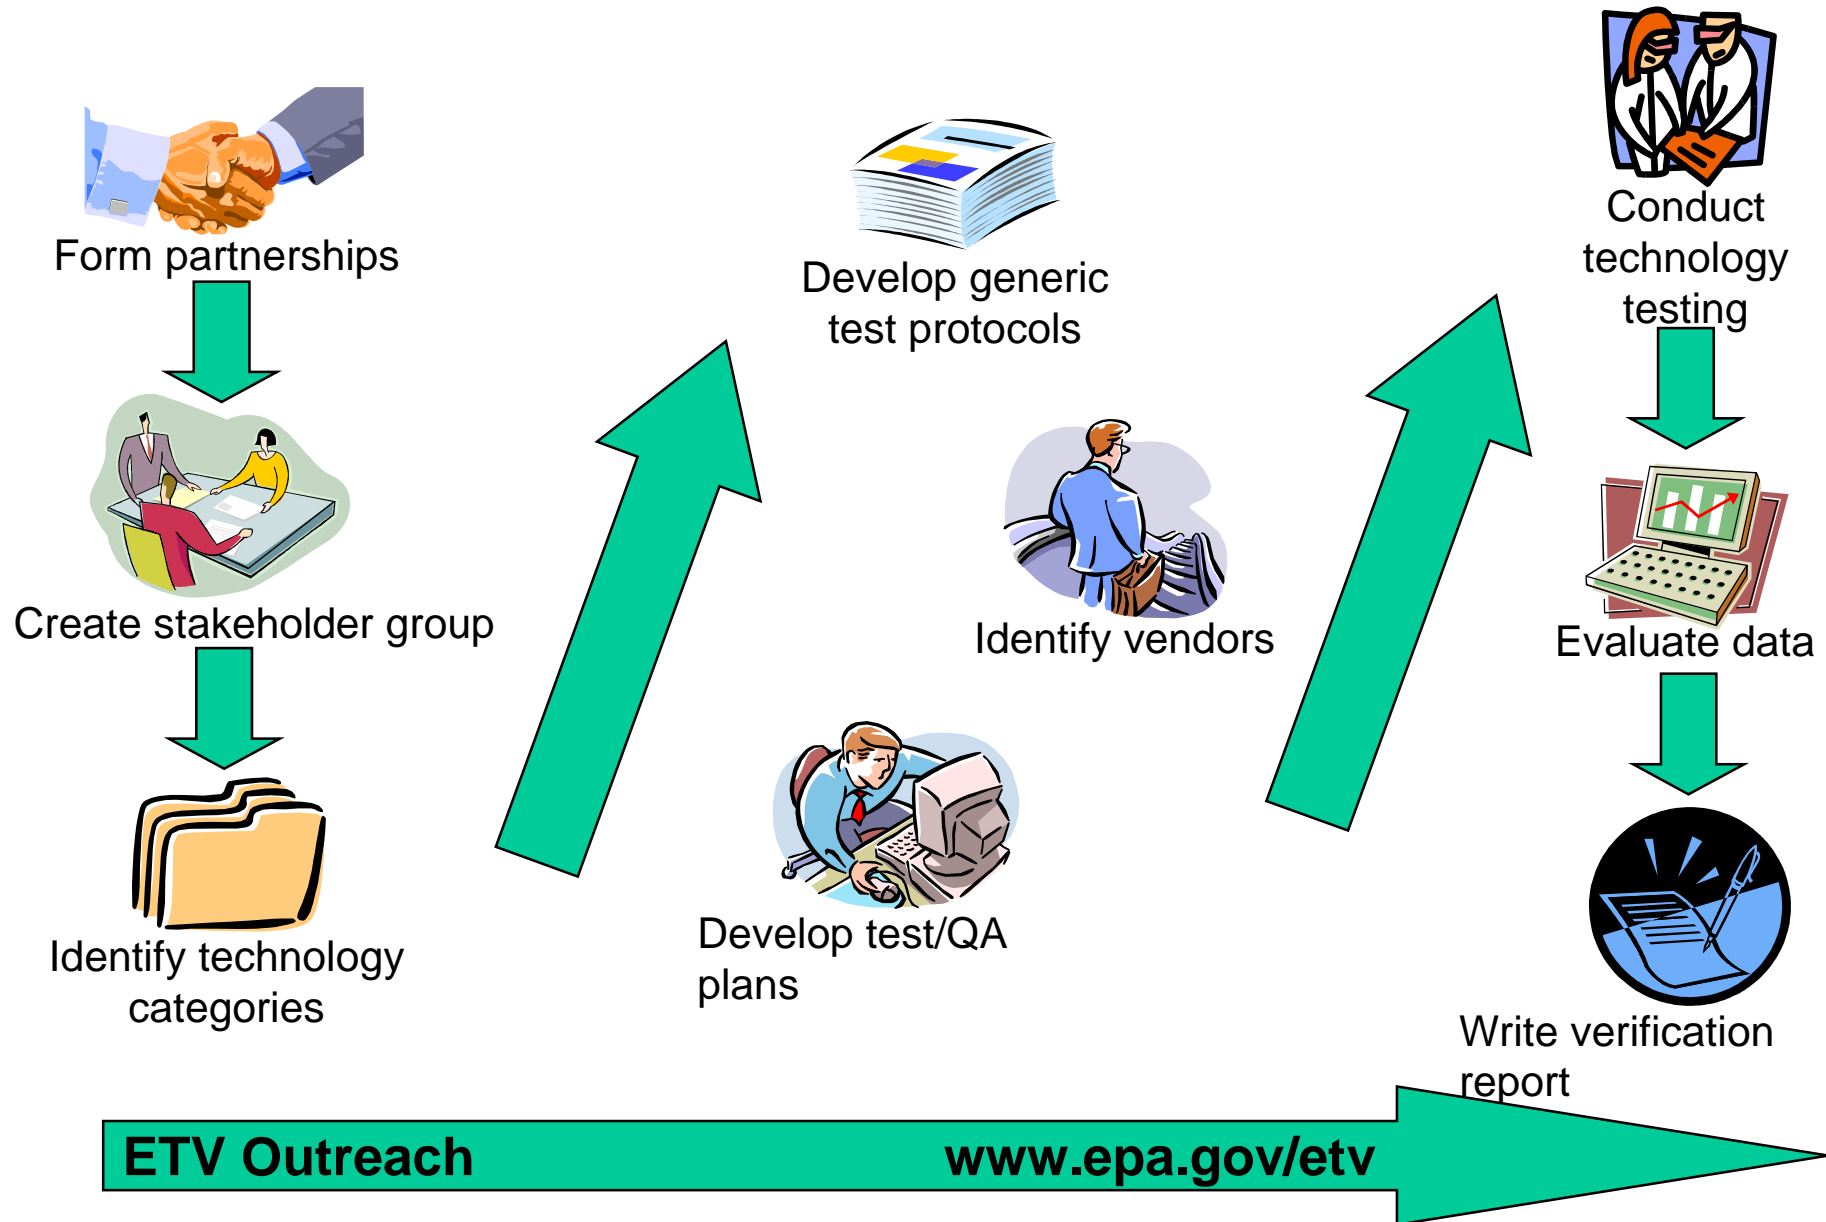 Form partnerships
Create stakeholder group
Identify technology
categories
Develop generic
test protocols
Identify vendors
Develop test/QA
plans
Conduct
technology
testing
Evaluate data
Write verification
report
ETV Outreach www.epa.gov/etv